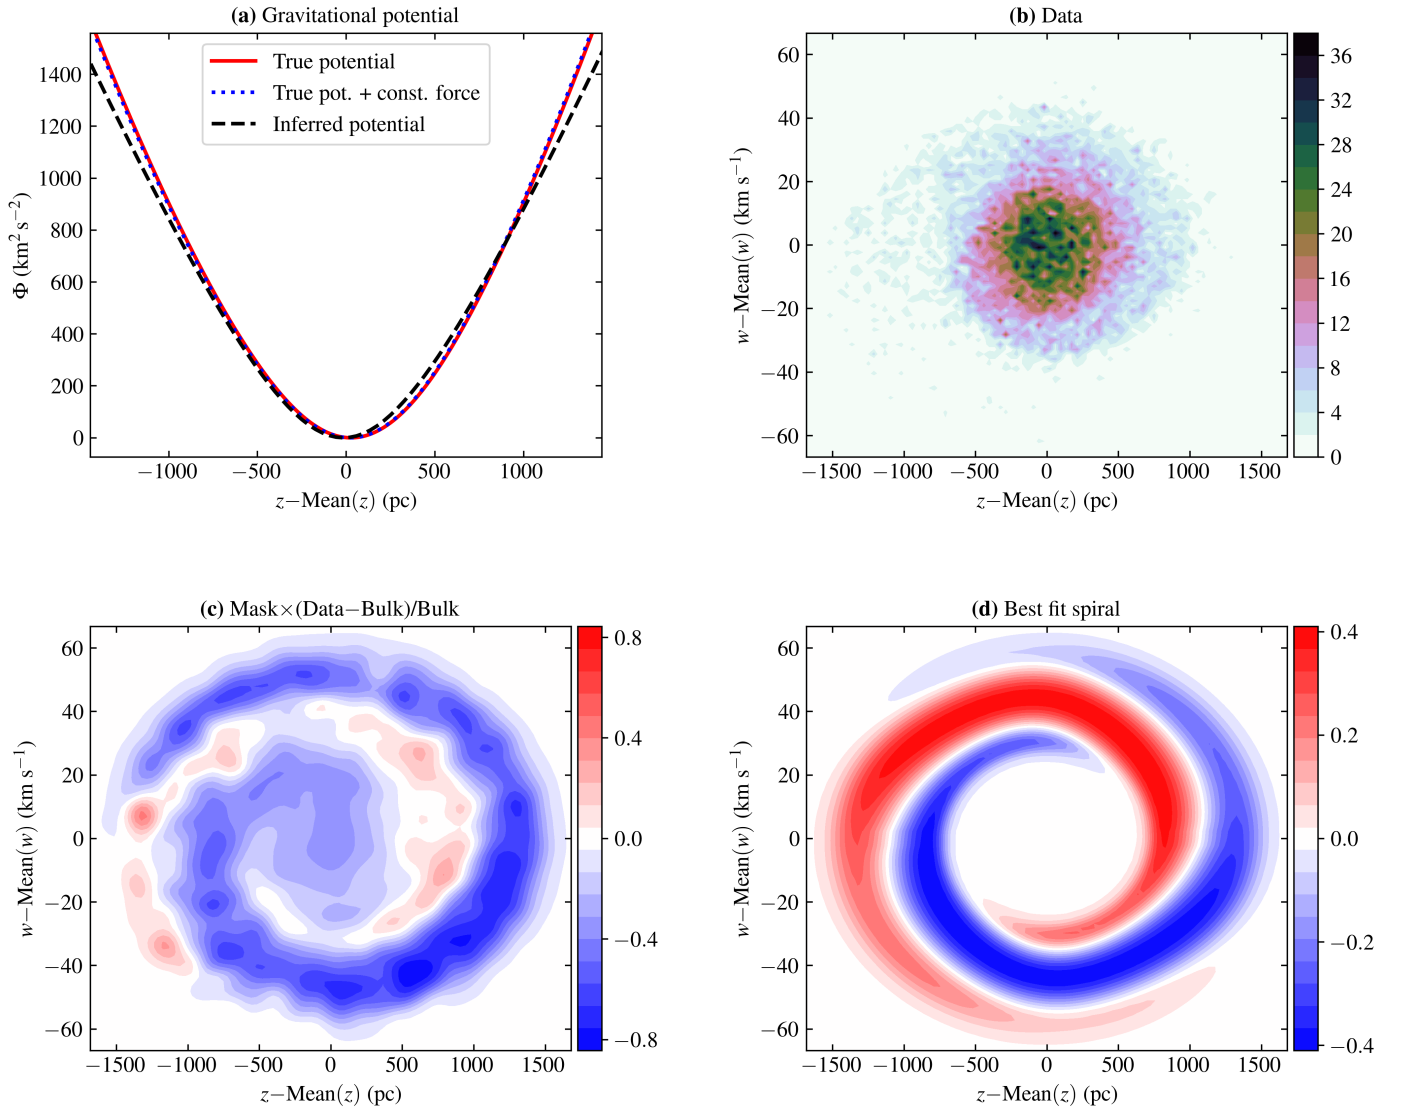 (a) Gravitational potential
True potential
True pot. + const. force
Inferred potential
1400
1200
1000
800
600
400
200
0
Φ (km² s⁻²)
−1000 −500 0 500 1000
z−Mean(z) (pc)
(b) Data
60
40
20
0
−20
−40
−60
w−Mean(w) (km s⁻¹)
−1500 −1000 −500 0 500 1000 1500
z−Mean(z) (pc)
36
32
28
24
20
16
12
8
4
0
(c) Mask×(Data−Bulk)/Bulk
60
40
20
0
−20
−40
−60
w−Mean(w) (km s⁻¹)
−1500 −1000 −500 0 500 1000 1500
z−Mean(z) (pc)
0.8
0.4
0.0
−0.4
−0.8
(d) Best fit spiral
60
40
20
0
−20
−40
−60
w−Mean(w) (km s⁻¹)
−1500 −1000 −500 0 500 1000 1500
z−Mean(z) (pc)
0.4
0.2
0.0
−0.2
−0.4